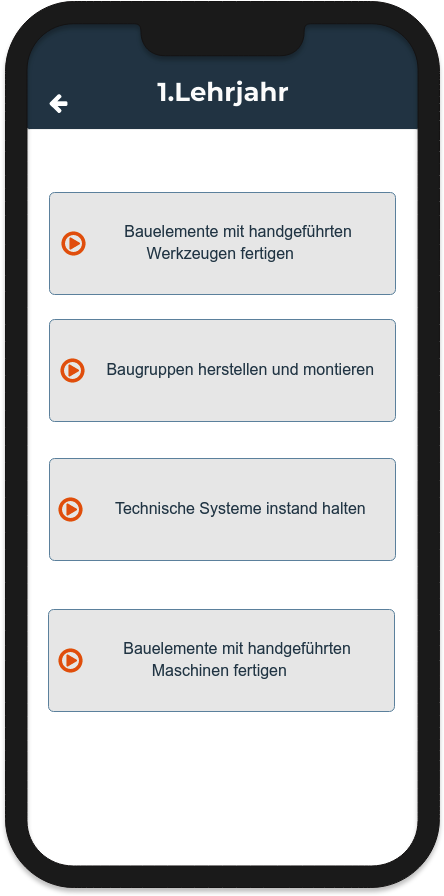 1.Lehrjahr
Bauelemente mit handgeführten
Werkzeugen fertigen
Baugruppen herstellen und montieren
Technische Systeme instand halten
Bauelemente mit handgeführten
Maschinen fertigen